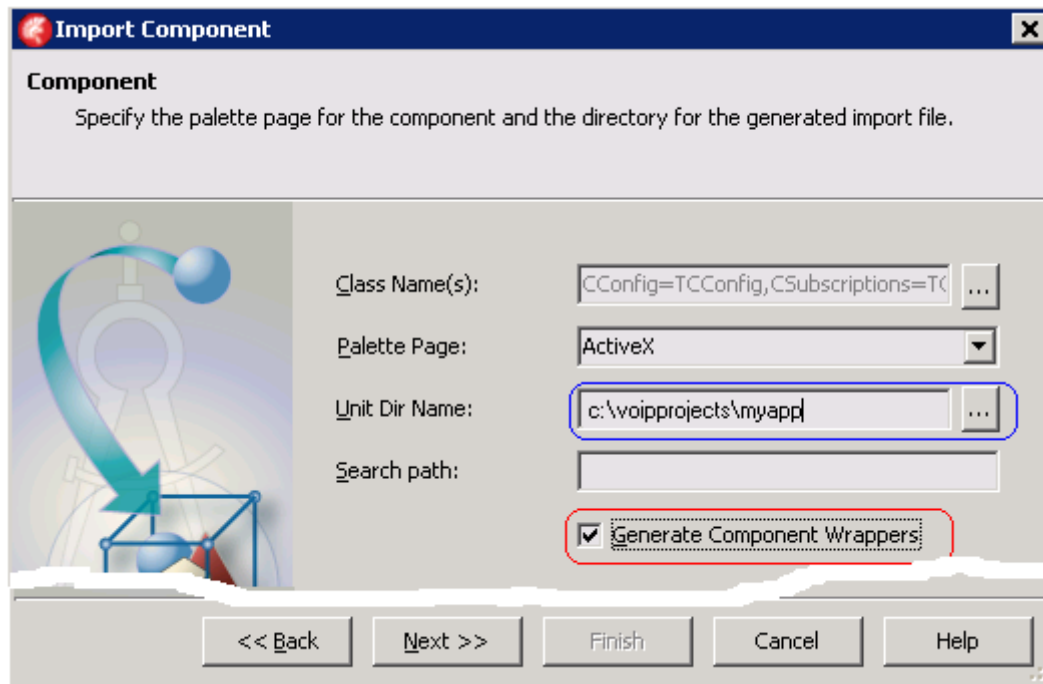 Import Component
Component
Specify the palette page for the component and the directory for the generated import file.
Class Name(s): CConfig=TCConfig,CSubscriptions=TC ...
Palette Page: ActiveX
Unit Dir Name: c:\voipprojects\myapp ...
Search path:
Generate Component Wrappers
<< Back Next >> Finish Cancel Help